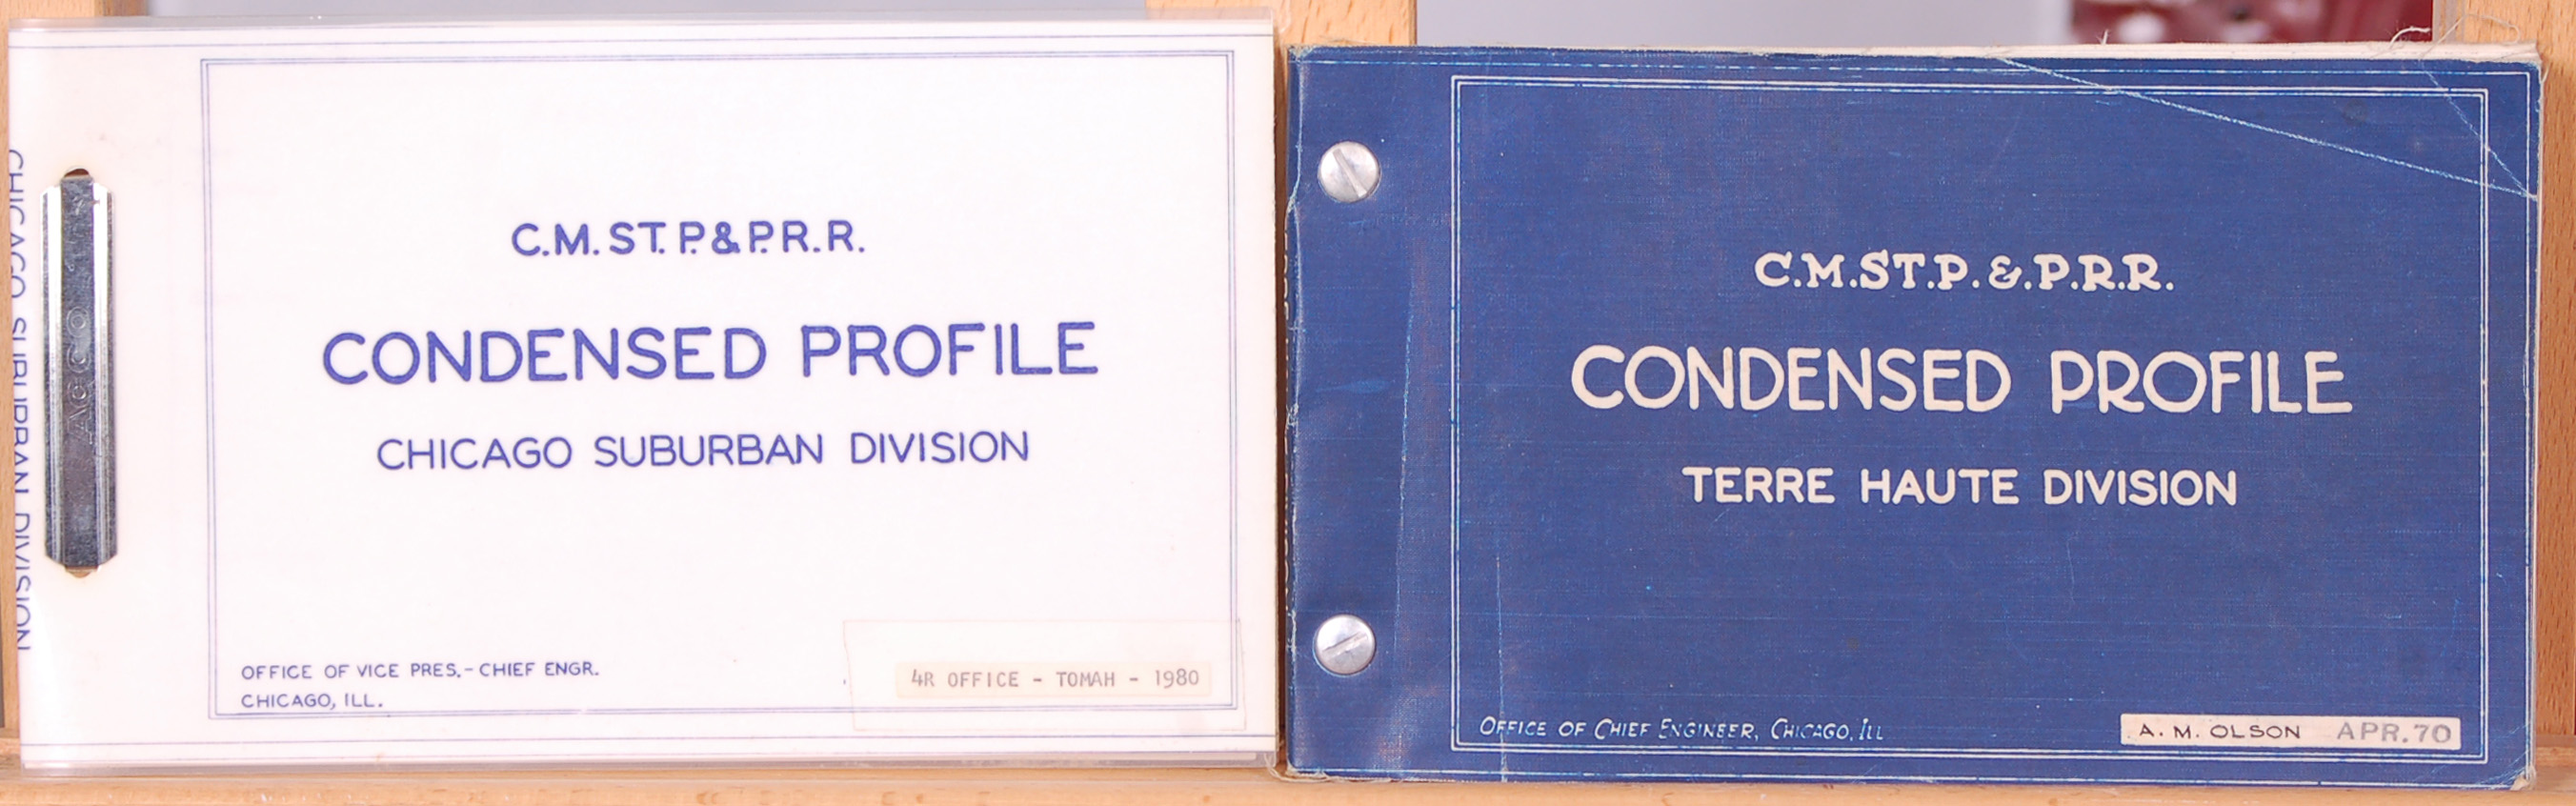 CHICAGO SUBURBAN DIVISION
ACCO
C.M. ST. P. & P. R. R.
CONDENSED PROFILE
CHICAGO SUBURBAN DIVISION
OFFICE OF VICE PRES. - CHIEF ENGR.
CHICAGO, ILL.
4R OFFICE - TOMAH - 1980
C.M.ST.P. &.P.R.R.
CONDENSED PROFILE
TERRE HAUTE DIVISION
OFFICE OF CHIEF ENGINEER, CHICAGO, ILL
A. M. OLSON APR.70